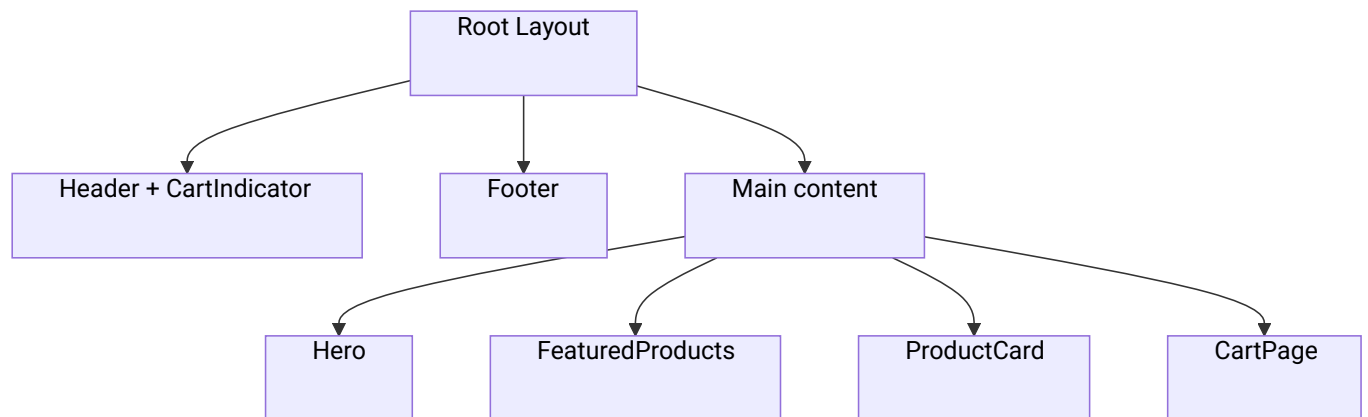 Root Layout
Header + CartIndicator
Footer
Main content
Hero
FeaturedProducts
ProductCard
CartPage